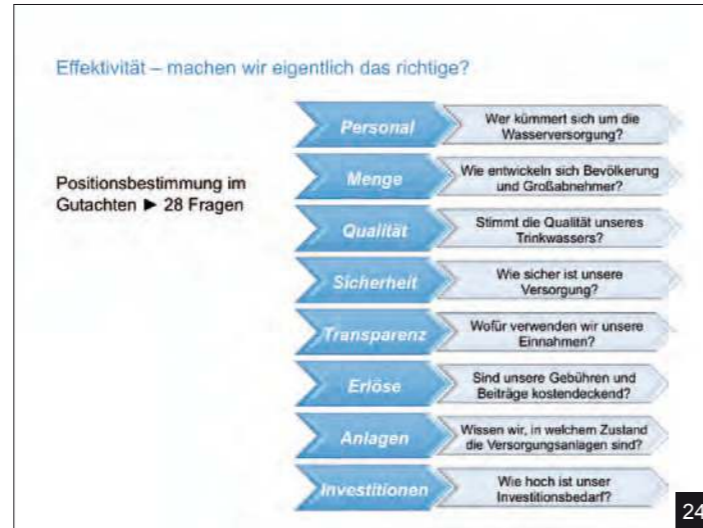 Effektivität – machen wir eigentlich das richtige?
Positionsbestimmung im
Gutachten ► 28 Fragen
Personal
Wer kümmert sich um die
Wasserversorgung?
Menge
Wie entwickeln sich Bevölkerung
und Großabnehmer?
Qualität
Stimmt die Qualität unseres
Trinkwassers?
Sicherheit
Wie sicher ist unsere
Versorgung?
Transparenz
Wofür verwenden wir unsere
Einnahmen?
Erlöse
Sind unsere Gebühren und
Beiträge kostendeckend?
Anlagen
Wissen wir, in welchem Zustand
die Versorgungsanlagen sind?
Investitionen
Wie hoch ist unser
Investitionsbedarf?
24